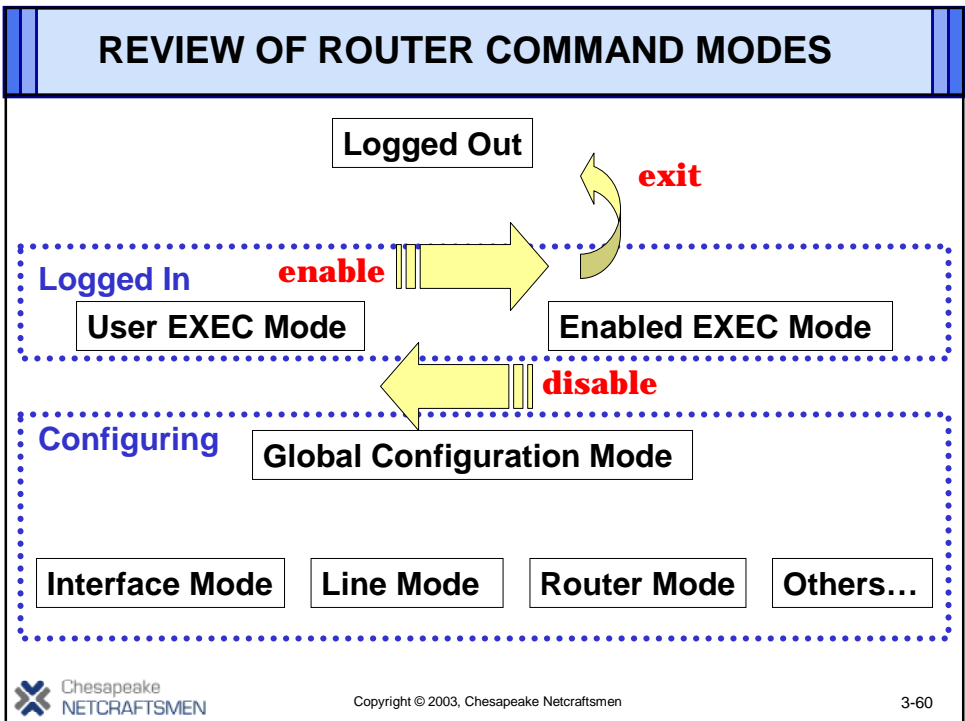 REVIEW OF ROUTER COMMAND MODES
Logged Out
exit
Logged In
enable
User EXEC Mode
Enabled EXEC Mode
disable
Configuring
Global Configuration Mode
Interface Mode
Line Mode
Router Mode
Others…
Chesapeake
NETCRAFTSMEN
Copyright © 2003, Chesapeake Netcraftsmen
3-60